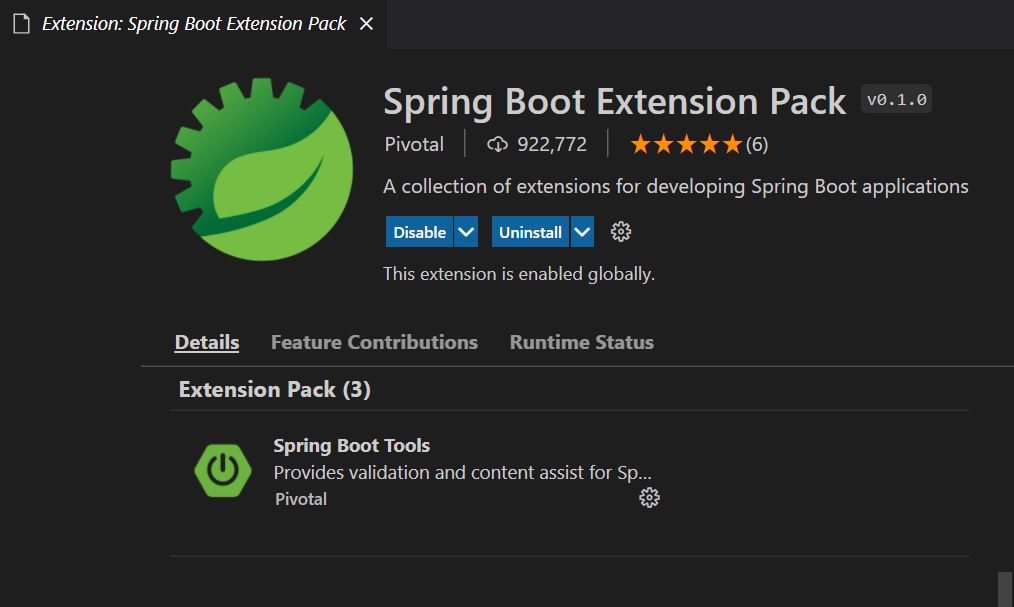 Extension: Spring Boot Extension Pack
Spring Boot Extension Pack v0.1.0
Pivotal 922,772 (6)
A collection of extensions for developing Spring Boot applications
Disable Uninstall
This extension is enabled globally.
Details Feature Contributions Runtime Status
Extension Pack (3)
Spring Boot Tools
Provides validation and content assist for Sp...
Pivotal